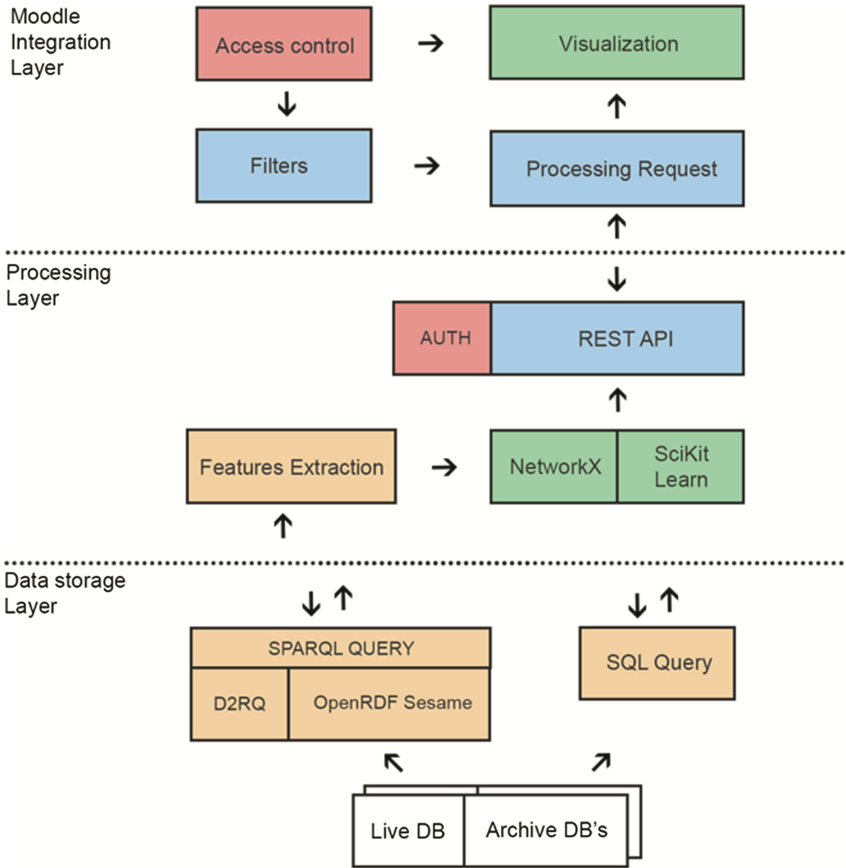 Moodle
Integration
Layer
Access control
Visualization
Filters
Processing Request
Processing
Layer
AUTH
REST API
Features Extraction
NetworkX
SciKit
Learn
Data storage
Layer
SPARQL QUERY
D2RQ
OpenRDF Sesame
SQL Query
Live DB
Archive DB's